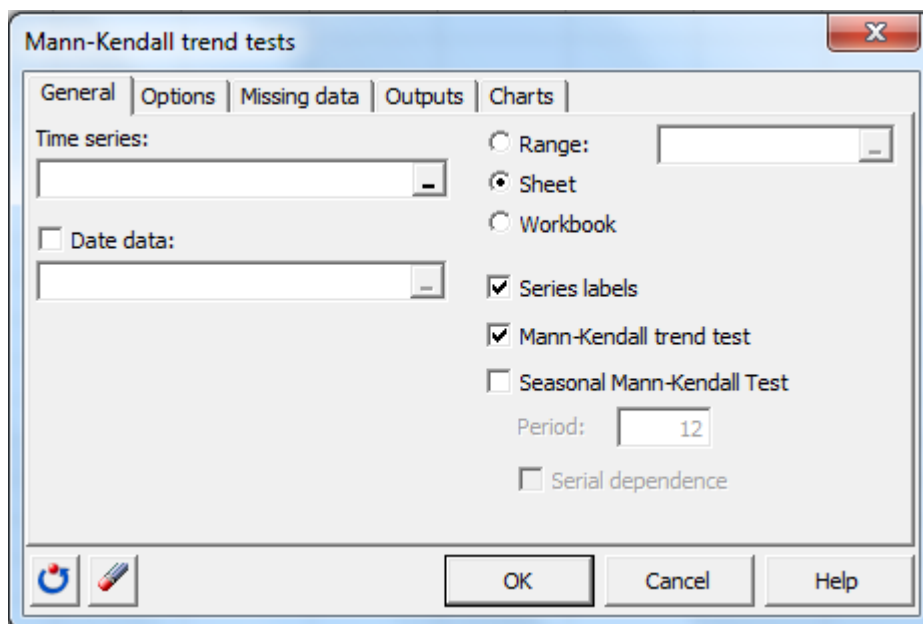 Mann-Kendall trend tests
General Options Missing data Outputs Charts
Time series:
Date data:
Range:
Sheet
Workbook
Series labels
Mann-Kendall trend test
Seasonal Mann-Kendall Test
Period: 12
Serial dependence
OK Cancel Help